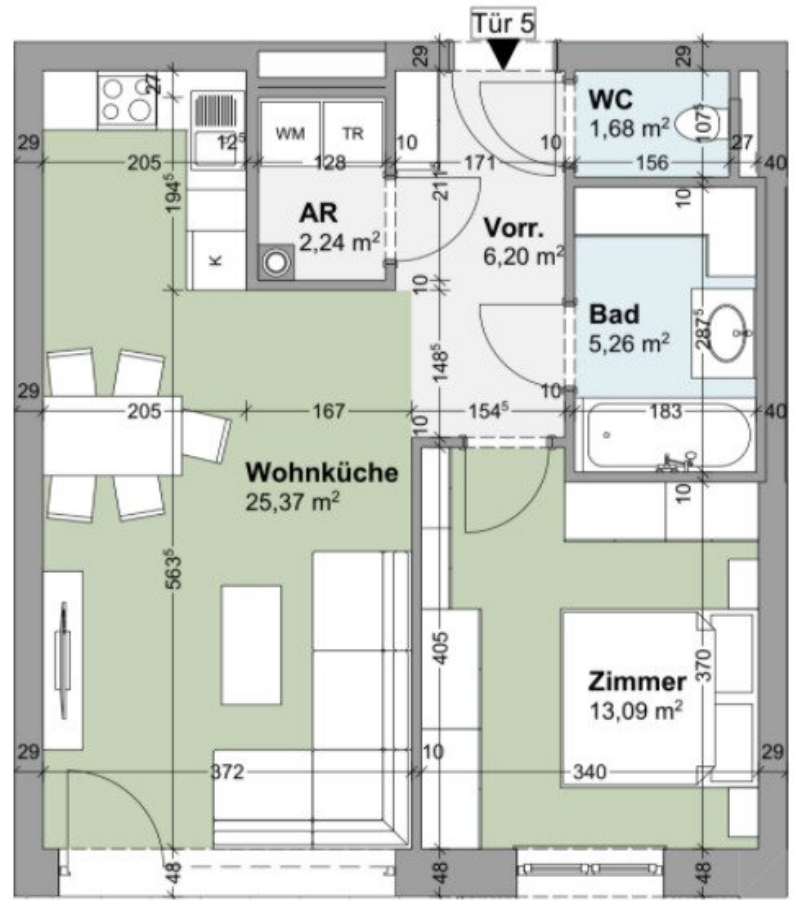 Tür 5
29
29
27
WC
1,68 m²
107⁵
WM
TR
29
205
12⁵
128
10
171
10
156
27
40
194⁵
211⁵
AR
2,24 m²
10
Vorr.
6,20 m²
K
10
Bad
5,26 m²
287⁵
148⁵
29
205
167
10
154⁵
10
183
40
Wohnküche
25,37 m²
10
563⁵
405
370
Zimmer
13,09 m²
29
372
10
340
29
48
48
48